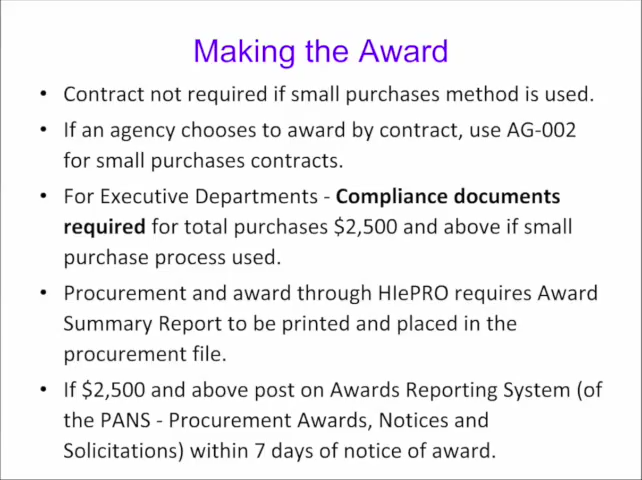 Making the Award
• Contract not required if small purchases method is used.
• If an agency chooses to award by contract, use AG-002
for small purchases contracts.
• For Executive Departments - Compliance documents
required for total purchases $2,500 and above if small
purchase process used.
• Procurement and award through HIePRO requires Award
Summary Report to be printed and placed in the
procurement file.
• If $2,500 and above post on Awards Reporting System (of
the PANS - Procurement Awards, Notices and
Solicitations) within 7 days of notice of award.